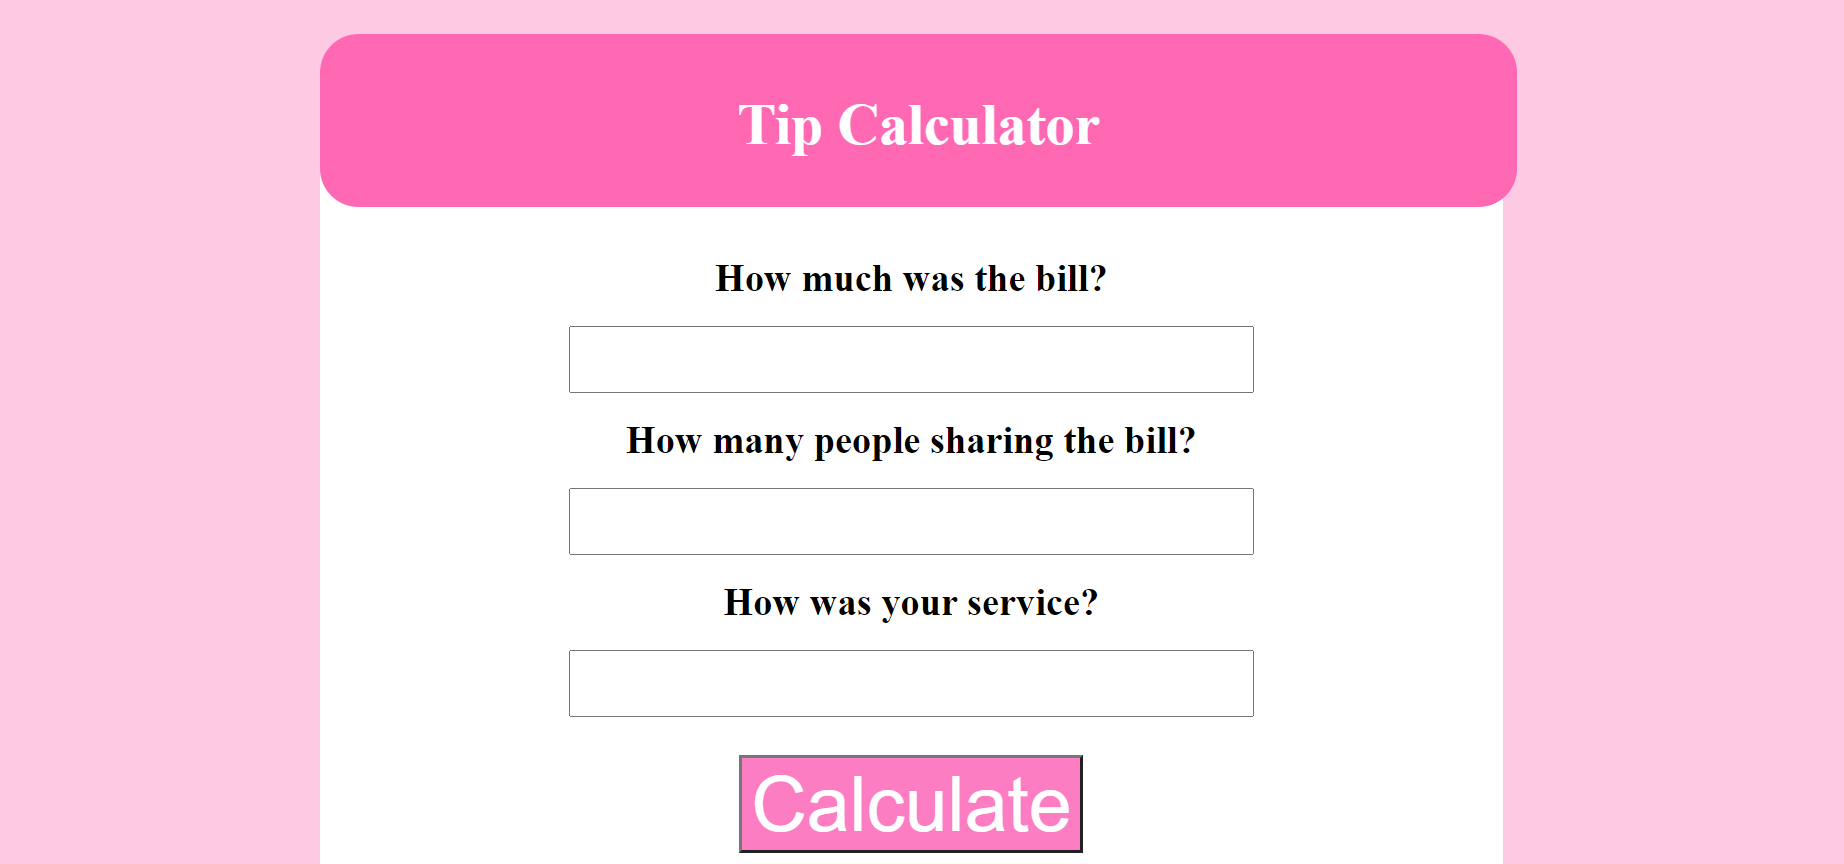 Tip Calculator
How much was the bill?
How many people sharing the bill?
How was your service?
Calculate